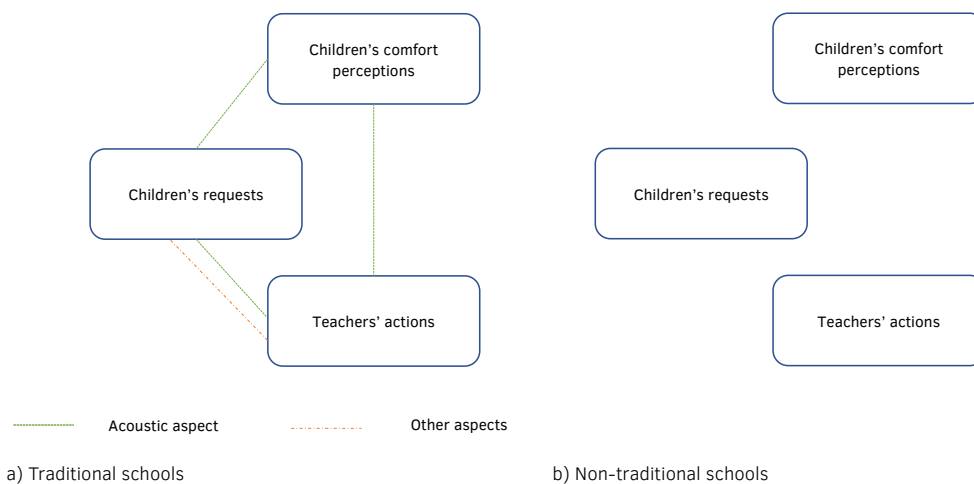 Children’s comfort
perceptions
Children’s requests
Teachers’ actions
Acoustic aspect
Other aspects
a) Traditional schools
Children’s comfort
perceptions
Children’s requests
Teachers’ actions
b) Non-traditional schools